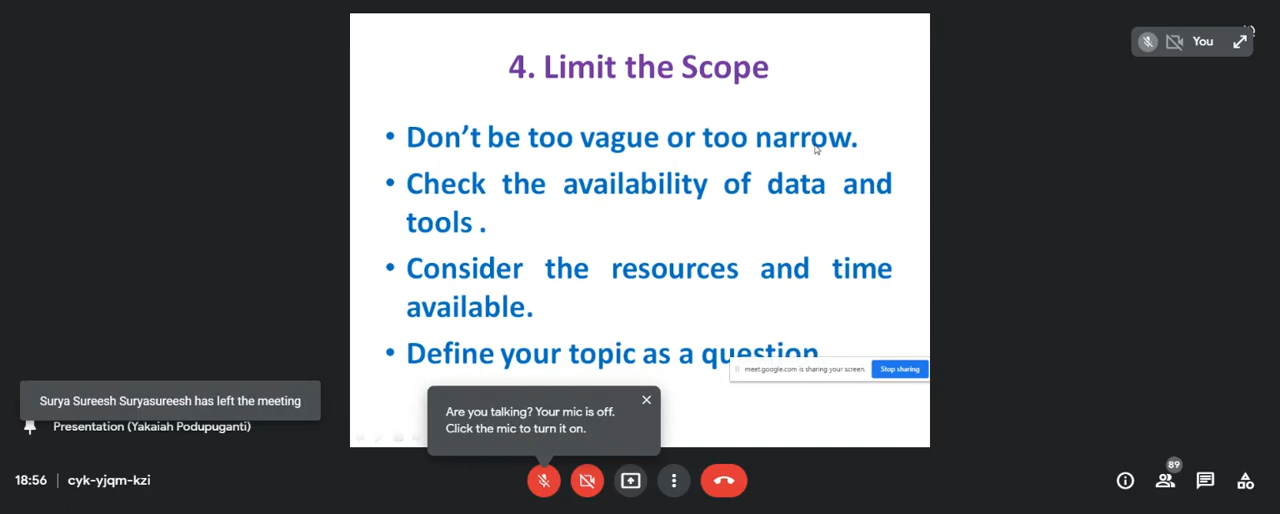 4. Limit the Scope
You
• Don't be too vague or too narrow.
• Check the availability of data and
tools .
• Consider the resources and time
available.
• Define your topic as a question
meet.google.com is sharing your screen.
Stop sharing
Surya Sureesh Suryasureesh has left the meeting
Are you talking? Your mic is off.
Click the mic to turn it on.
Presentation (Yakaiah Podupuganti)
18:56 | cyk-yjqm-kzi
89